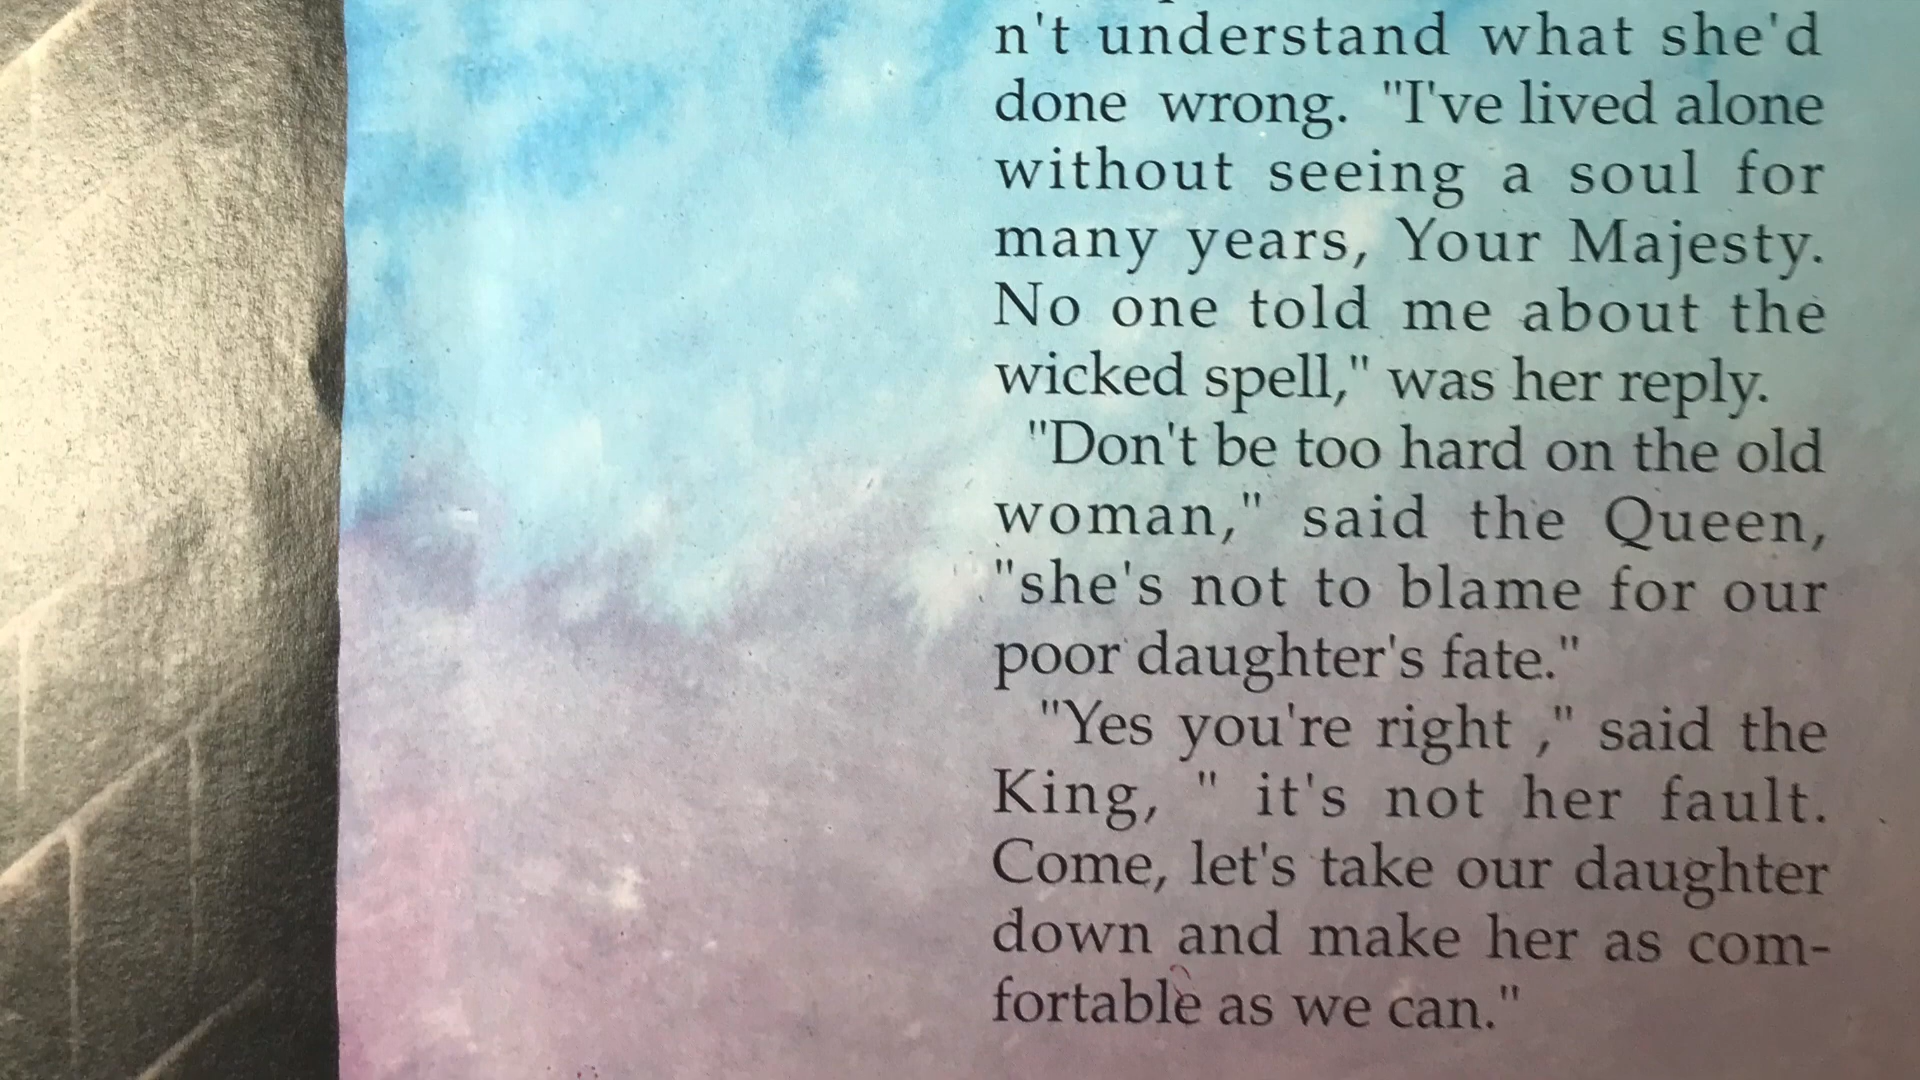 n't understand what she'd
done wrong. "I've lived alone
without seeing a soul for
many years, Your Majesty.
No one told me about the
wicked spell," was her reply.
"Don't be too hard on the old
woman," said the Queen,
"she's not to blame for our
poor daughter's fate."
"Yes you're right ," said the
King, " it's not her fault.
Come, let's take our daughter
down and make her as com-
fortable as we can."